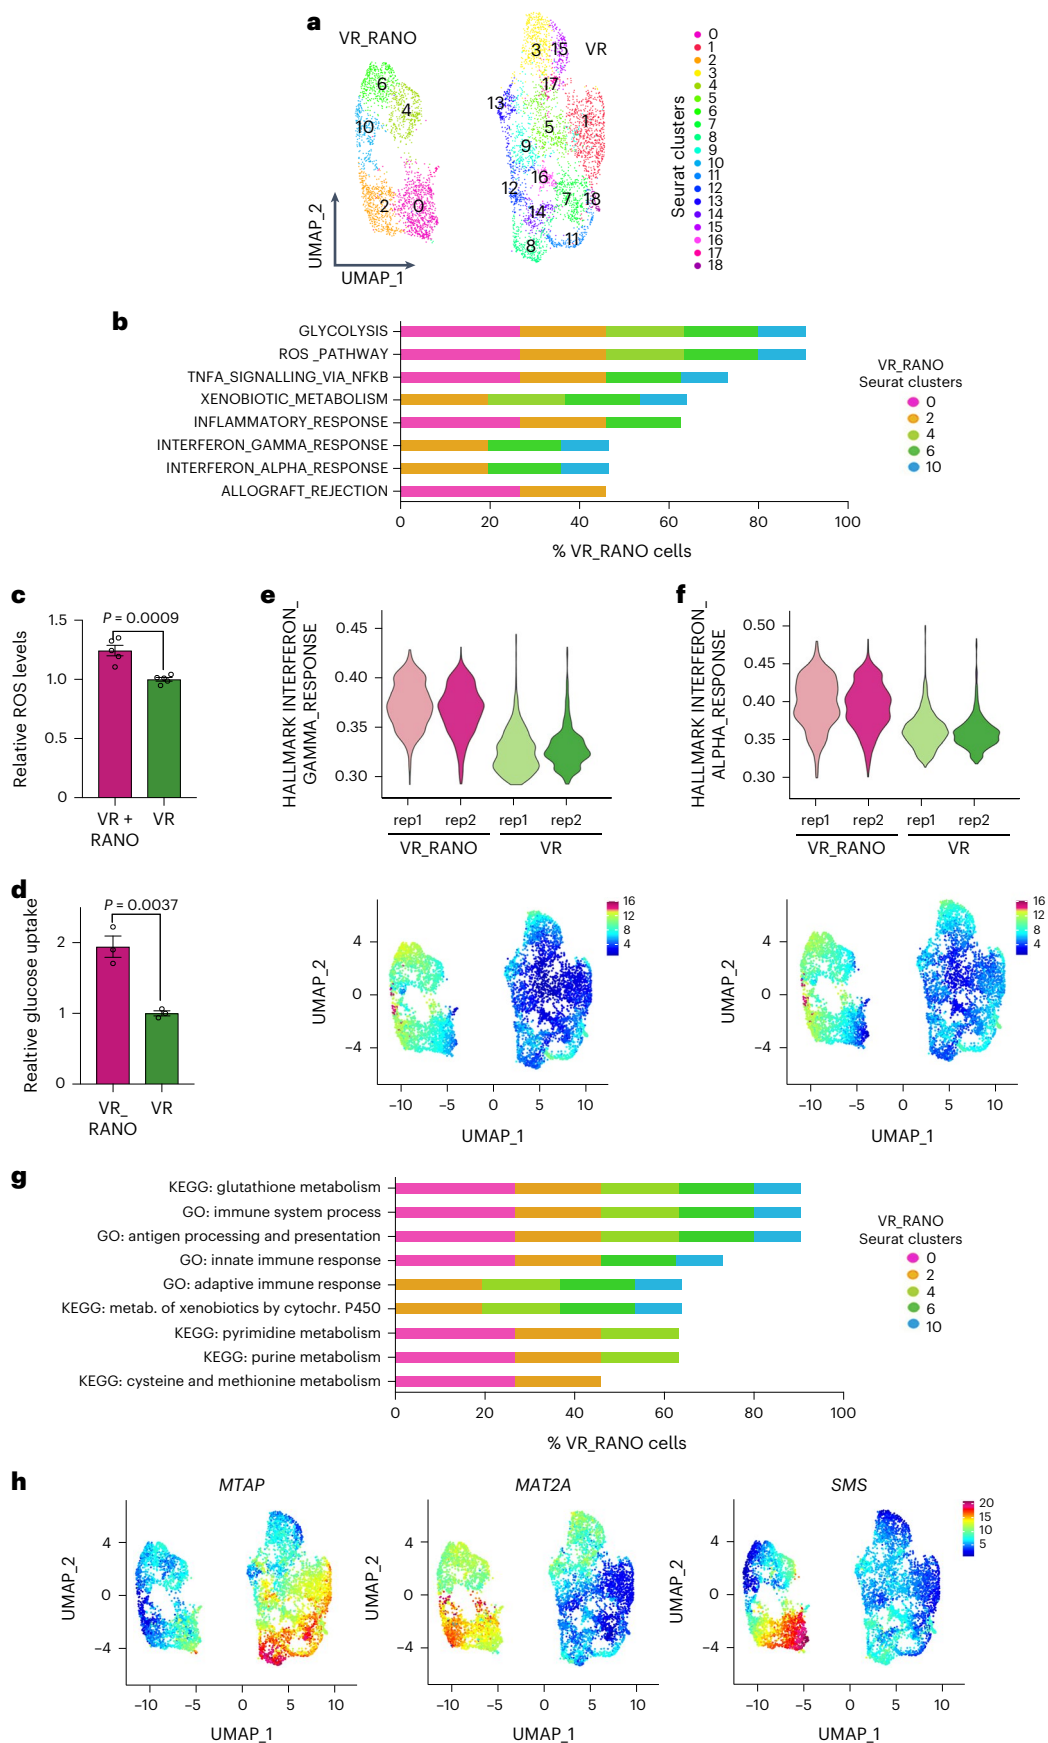 a
VR_RANO
VR
3
15
6
17
4
13
1
10
5
9
16
12
7
18
2
0
14
11
8
UMAP_2
UMAP_1
Seurat clusters
0
1
2
3
4
5
6
7
8
9
10
11
12
13
14
15
16
17
18
b
GLYCOLYSIS
ROS _PATHWAY
TNFA_SIGNALLING_VIA_NFKB
XENOBIOTIC_METABOLISM
INFLAMMATORY_RESPONSE
INTERFERON_GAMMA_RESPONSE
INTERFERON_ALPHA_RESPONSE
ALLOGRAFT_REJECTION
0 20 40 60 80 100
% VR_RANO cells
VR_RANO
Seurat clusters
0
2
4
6
10
c
Relative ROS levels
1.5
1.0
0.5
0
P = 0.0009
VR +
RANO
VR
e
HALLMARK INTERFERON_
GAMMA_RESPONSE
0.45
0.40
0.35
0.30
rep1 rep2 rep1 rep2
VR_RANO VR
f
HALLMARK INTERFERON_
ALPHA_RESPONSE
0.50
0.45
0.40
0.35
0.30
rep1 rep2 rep1 rep2
VR_RANO VR
d
Realtive glucose uptake
2
1
0
P = 0.0037
VR_
RANO
VR
UMAP_2
4
0
−4
−10 −5 0 5 10
UMAP_1
16
12
8
4
UMAP_2
4
0
−4
−10 −5 0 5 10
UMAP_1
16
12
8
4
g
KEGG: glutathione metabolism
GO: immune system process
GO: antigen processing and presentation
GO: innate immune response
GO: adaptive immune response
KEGG: metab. of xenobiotics by cytochr. P450
KEGG: pyrimidine metabolism
KEGG: purine metabolism
KEGG: cysteine and methionine metabolism
0 20 40 60 80 100
% VR_RANO cells
VR_RANO
Seurat clusters
0
2
4
6
10
h
MTAP
UMAP_2
4
0
−4
−10 −5 0 5 10
UMAP_1
MAT2A
UMAP_2
4
0
−4
−10 −5 0 5 10
UMAP_1
SMS
UMAP_2
4
0
−4
−10 −5 0 5 10
UMAP_1
20
15
10
5